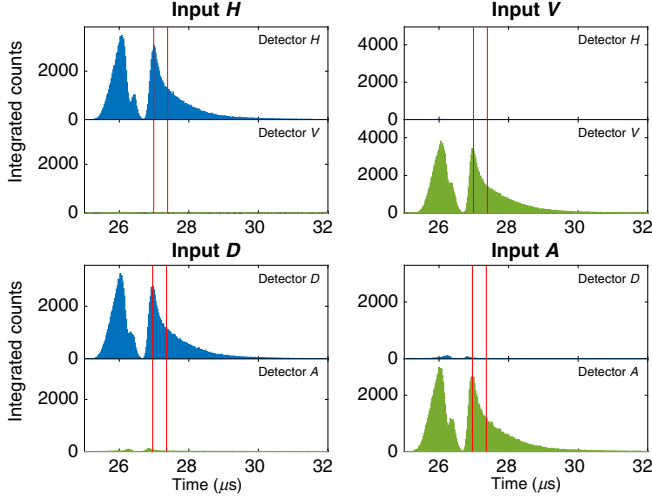 Input H
Input V
Integrated counts
Detector H
2000
0
Detector V
2000
0
26 28 30 32
Detector H
4000
2000
0
Detector V
4000
2000
0
26 28 30 32
Input D
Input A
Integrated counts
Detector D
2000
0
Detector A
2000
0
26 28 30 32
Time (μs)
Detector D
2000
0
Detector A
2000
0
26 28 30 32
Time (μs)